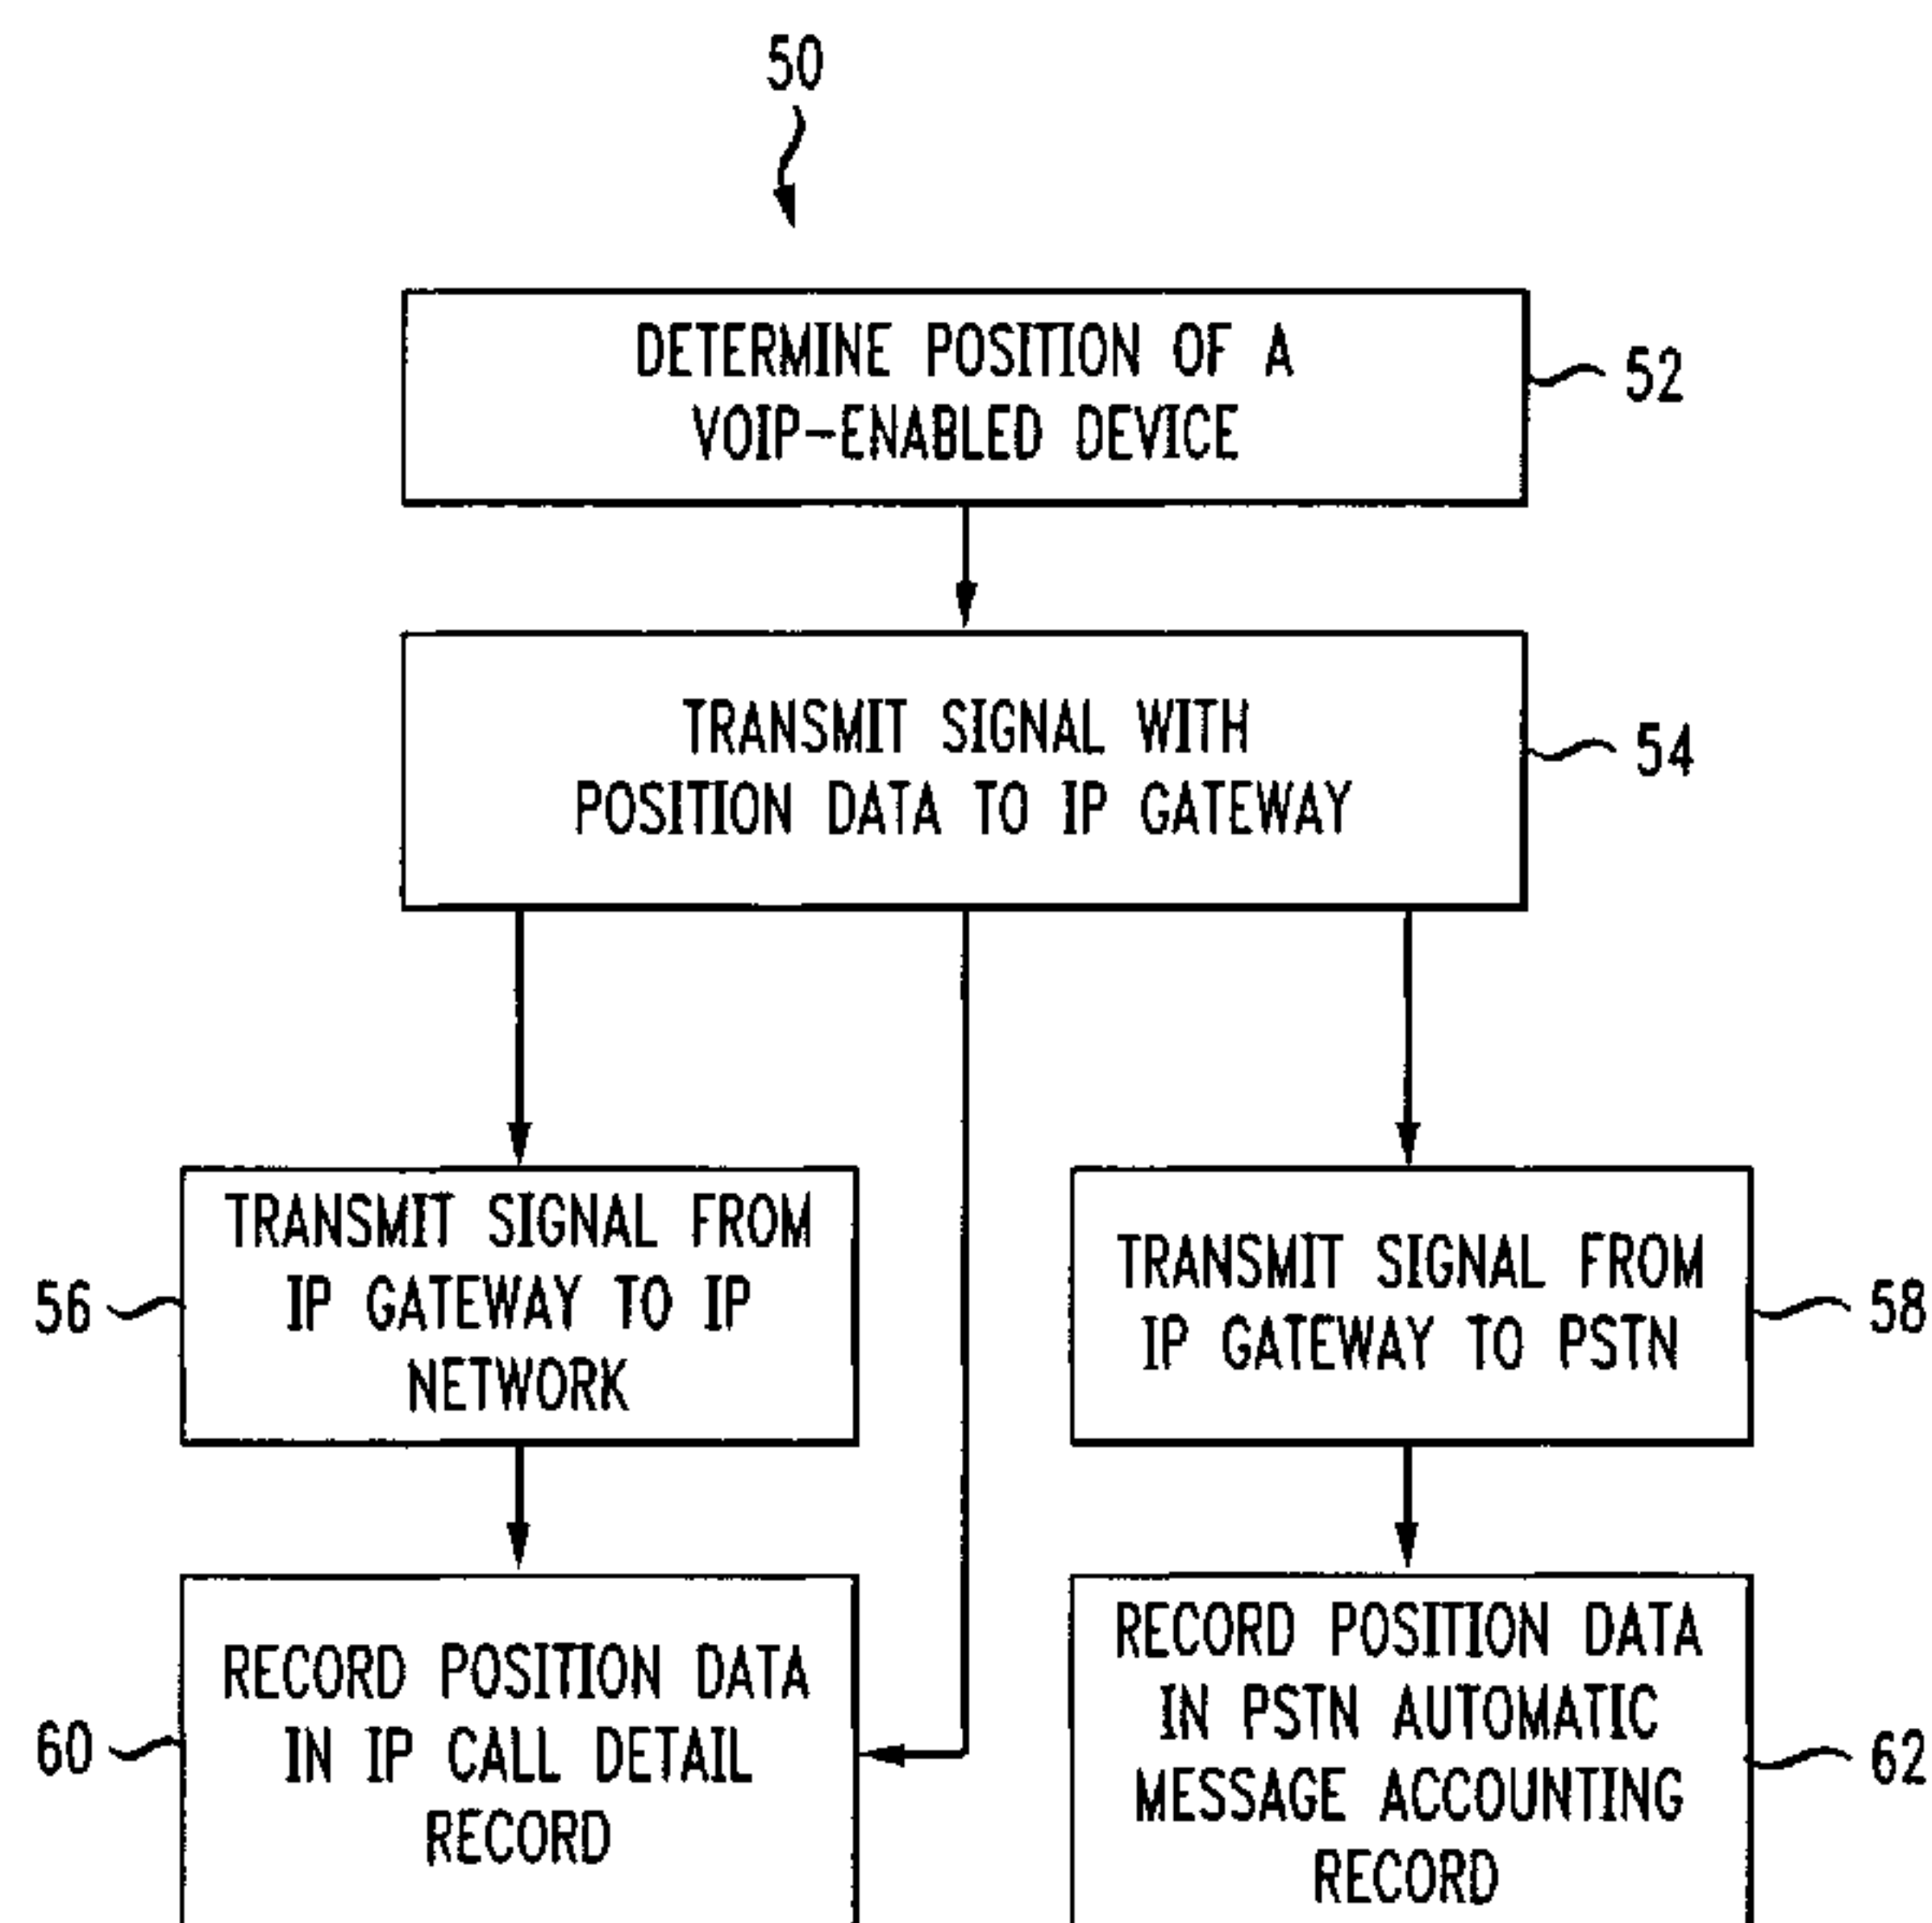 50
DETERMINE POSITION OF A
VOIP-ENABLED DEVICE
52
TRANSMIT SIGNAL WITH
POSITION DATA TO IP GATEWAY
54
TRANSMIT SIGNAL FROM
IP GATEWAY TO IP
NETWORK
56
TRANSMIT SIGNAL FROM
IP GATEWAY TO PSTN
58
RECORD POSITION DATA
IN IP CALL DETAIL
RECORD
60
RECORD POSITION DATA
IN PSTN AUTOMATIC
MESSAGE ACCOUNTING
RECORD
62